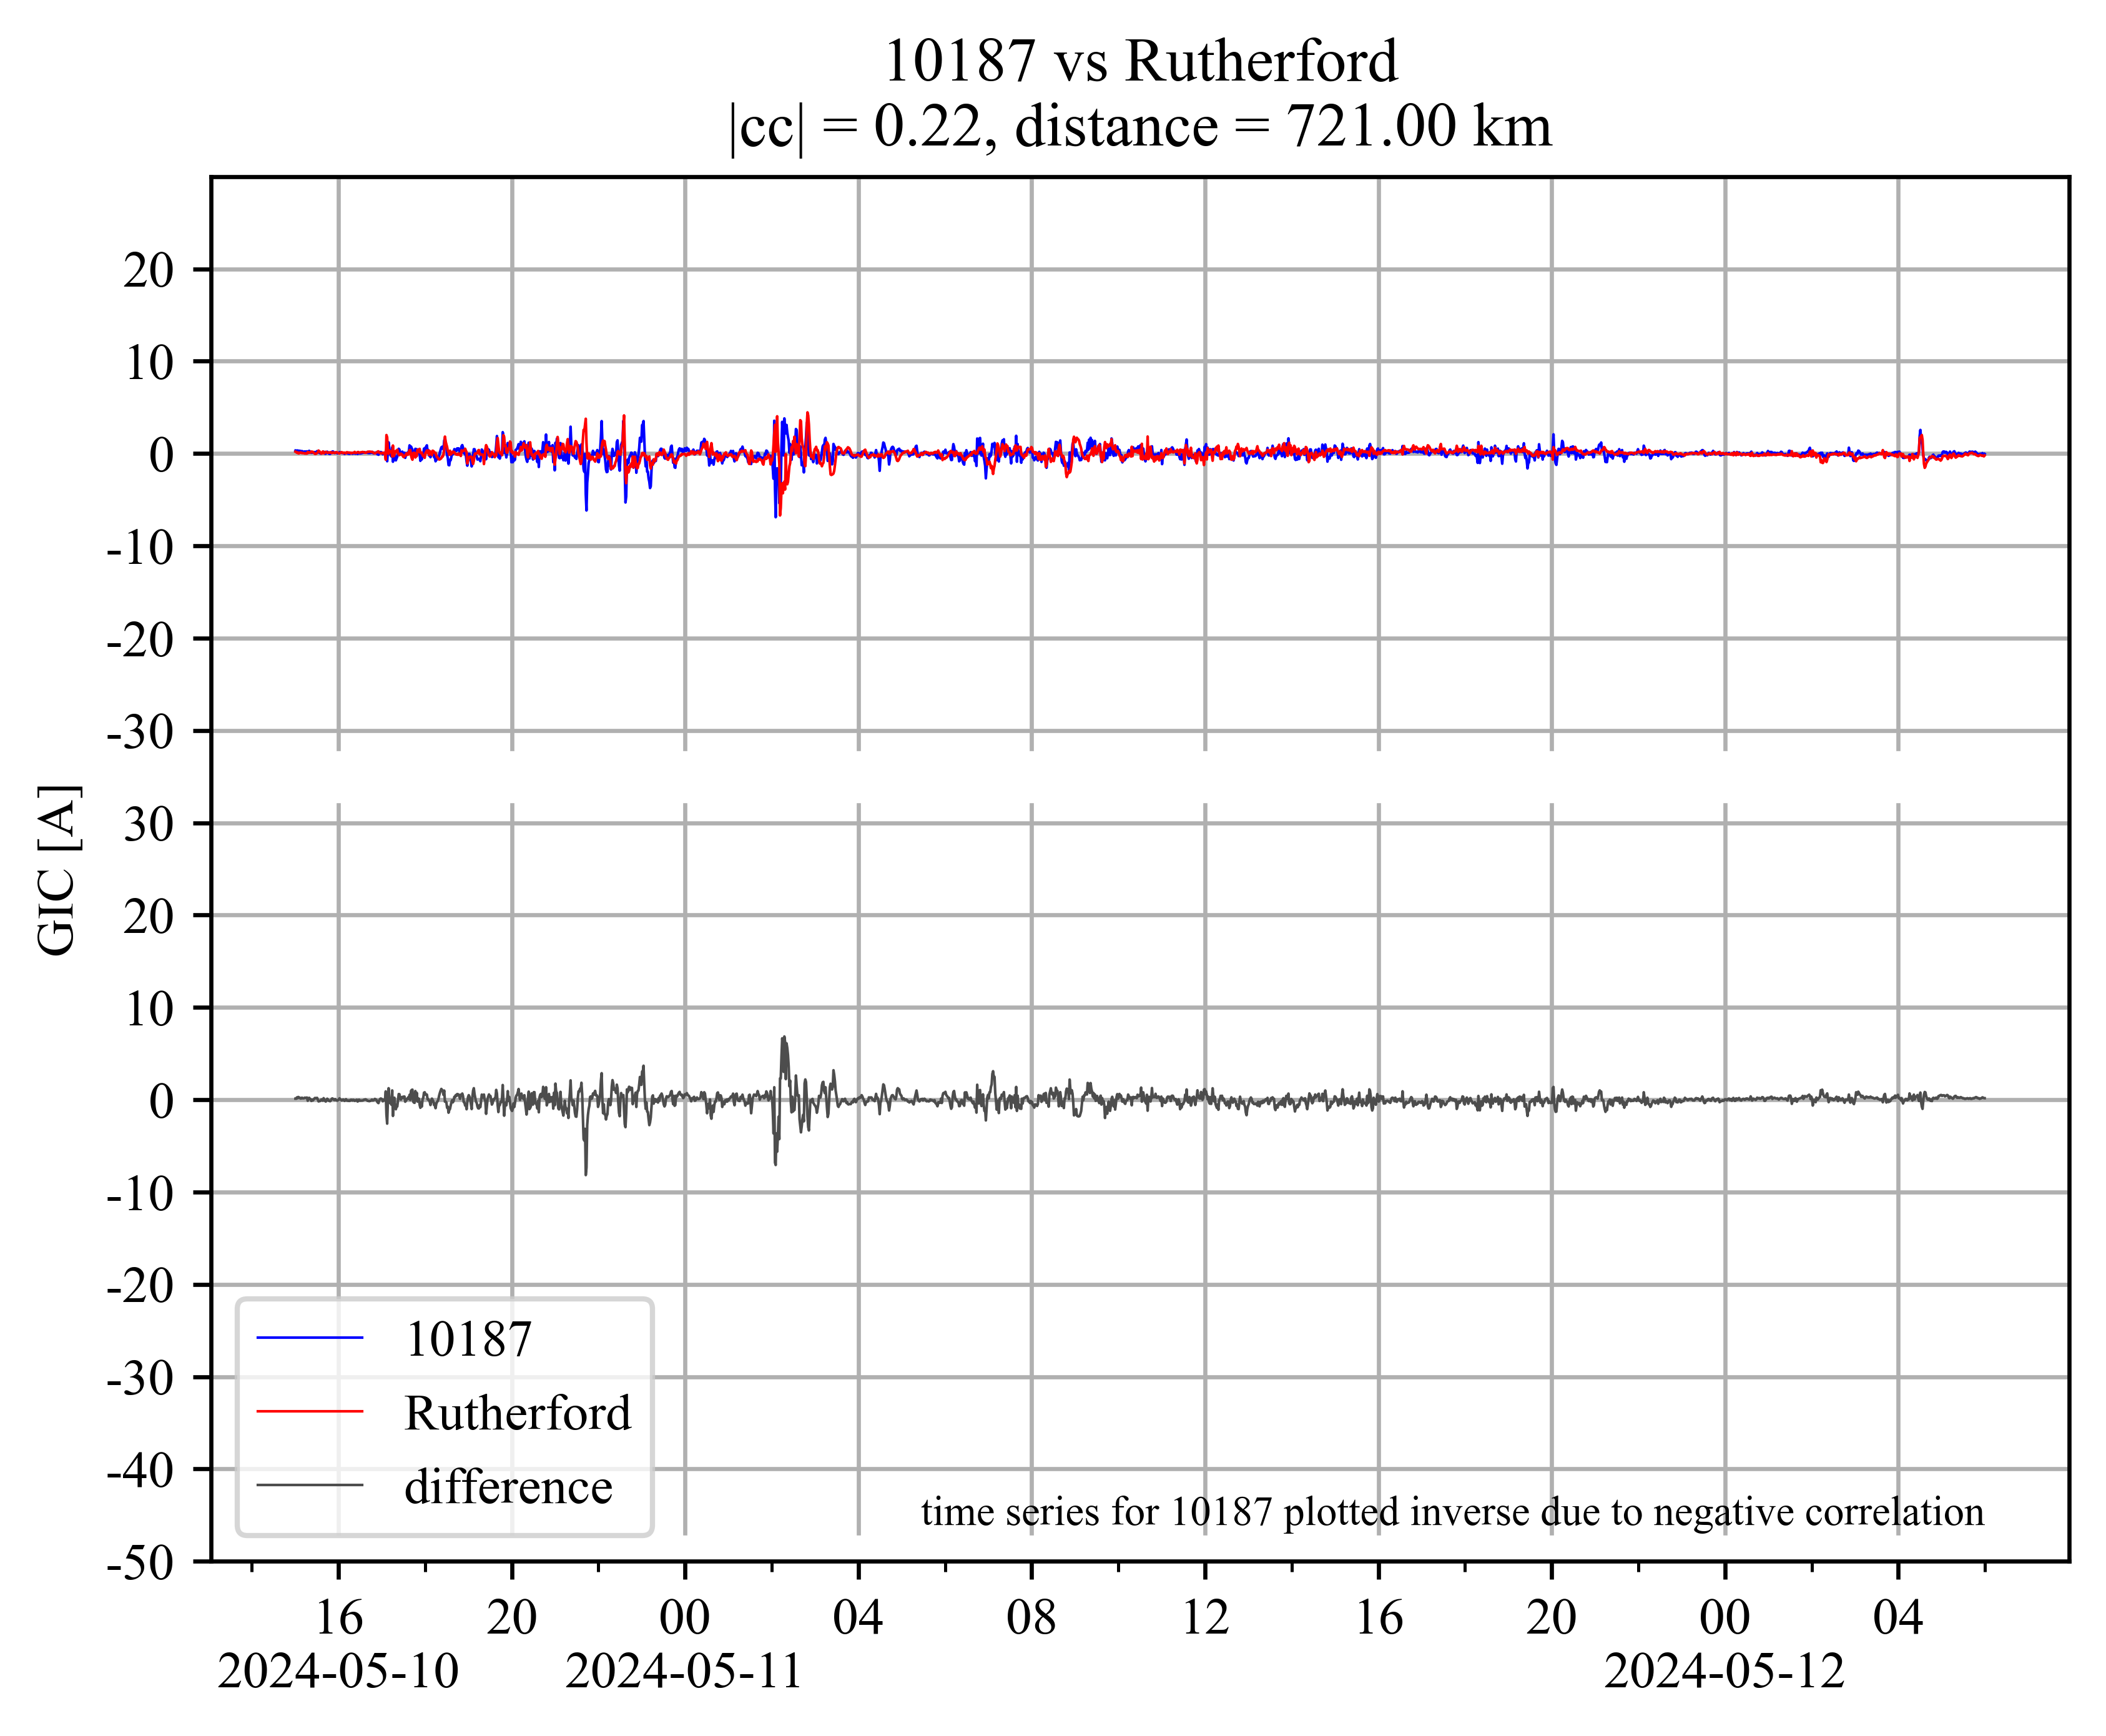 10187 vs Rutherford
|cc| = 0.22, distance = 721.00 km
20
10
0
-10
-20
-30
30
20
10
0
-10
-20
-30
-40
-50
GIC [A]
10187
Rutherford
difference
time series for 10187 plotted inverse due to negative correlation
16 20 00 04 08 12 16 20 00 04
2024-05-10 2024-05-11 2024-05-12